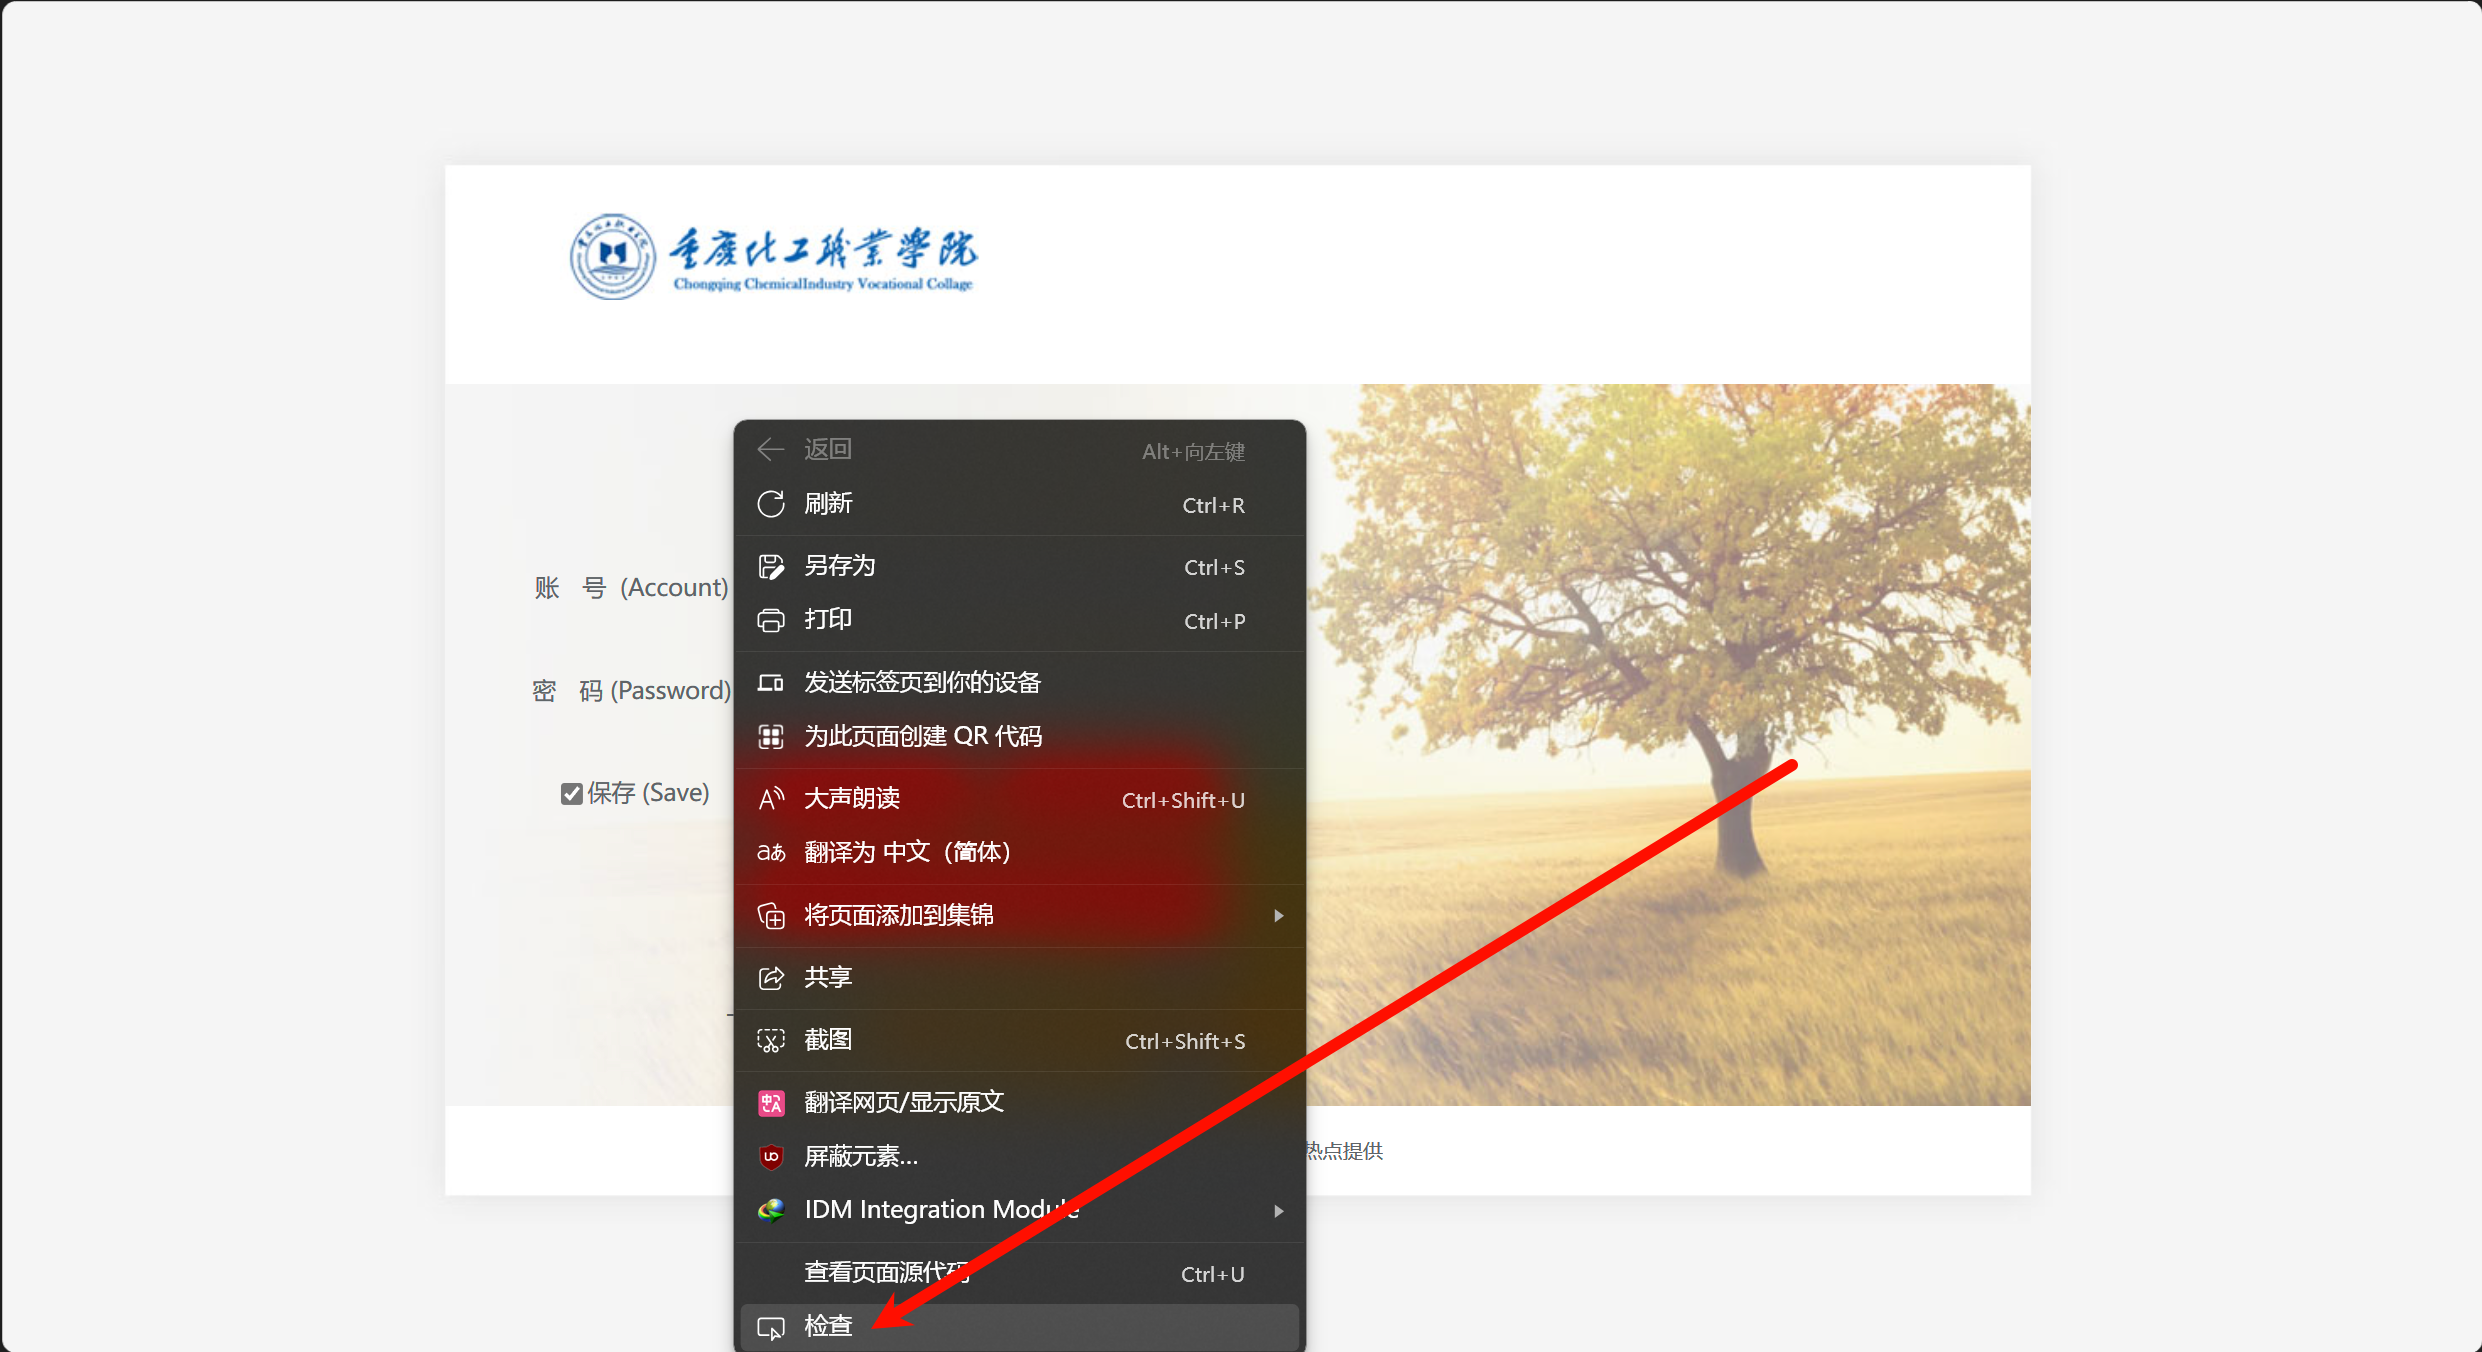 重慶化工職業學院
Chongqing ChemicalIndustry Vocational Collage
账 号 (Account)
密 码 (Password)
保存 (Save)
返回 Alt+向左键
刷新 Ctrl+R
另存为 Ctrl+S
打印 Ctrl+P
发送标签页到你的设备
为此页面创建 QR 代码
大声朗读 Ctrl+Shift+U
翻译为 中文（简体）
将页面添加到集锦
共享
截图 Ctrl+Shift+S
翻译网页/显示原文
屏蔽元素...
IDM Integration Module
查看页面源代码 Ctrl+U
检查
热点提供